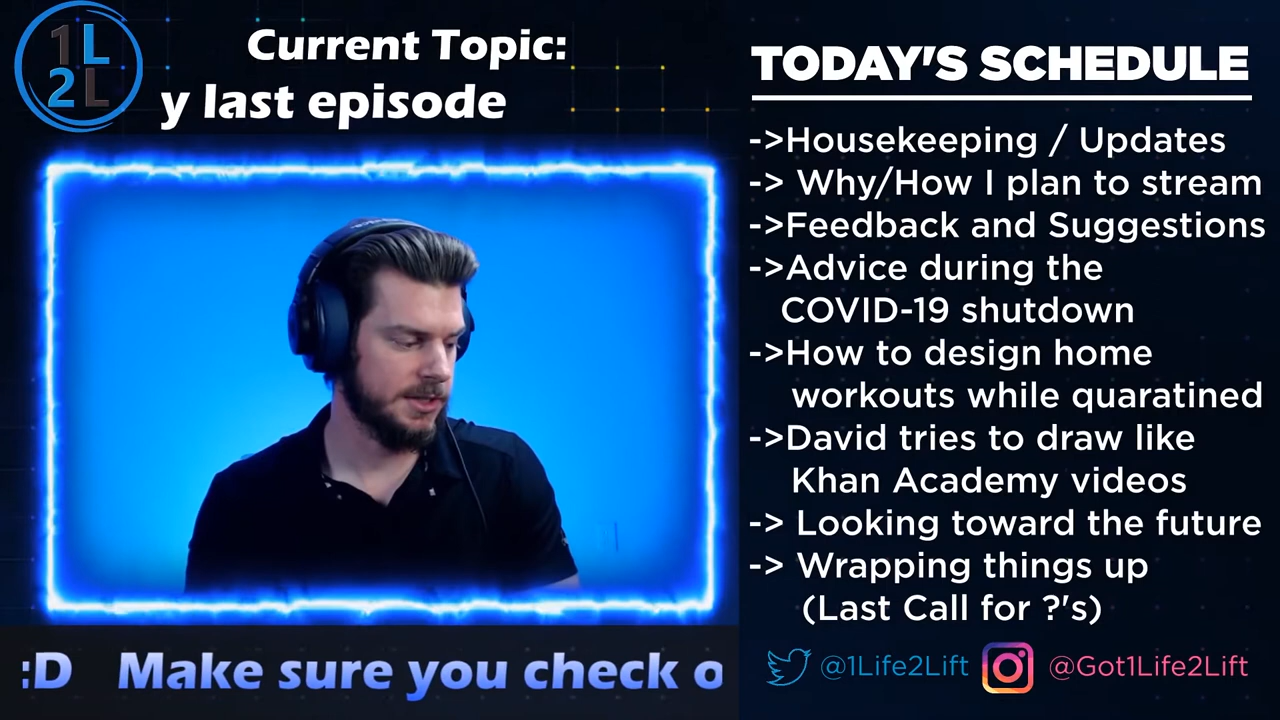 1L
2L
Current Topic:
y last episode
TODAY'S SCHEDULE
->Housekeeping / Updates
-> Why/How I plan to stream
->Feedback and Suggestions
->Advice during the
COVID-19 shutdown
->How to design home
workouts while quaratined
->David tries to draw like
Khan Academy videos
-> Looking toward the future
-> Wrapping things up
(Last Call for ?'s)
:D Make sure you check o
@1Life2Lift @Got1Life2Lift